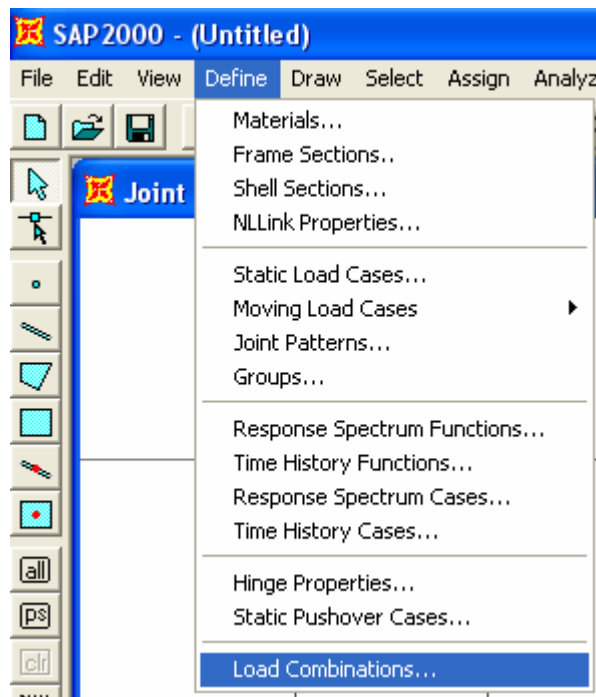 SAP2000 - (Untitled)
File Edit View Define Draw Select Assign Analyz
Joint
Materials...
Frame Sections..
Shell Sections...
NLLink Properties...
Static Load Cases...
Moving Load Cases
Joint Patterns...
Groups...
Response Spectrum Functions...
Time History Functions...
Response Spectrum Cases...
Time History Cases...
Hinge Properties...
Static Pushover Cases...
Load Combinations...
all
ps
clr